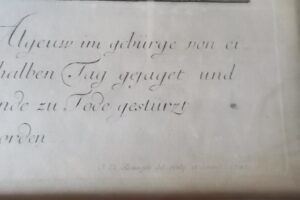 Algeuw im gebürge von ei
halben Tag gejaget und
nde zu Tode gestürzt
orden